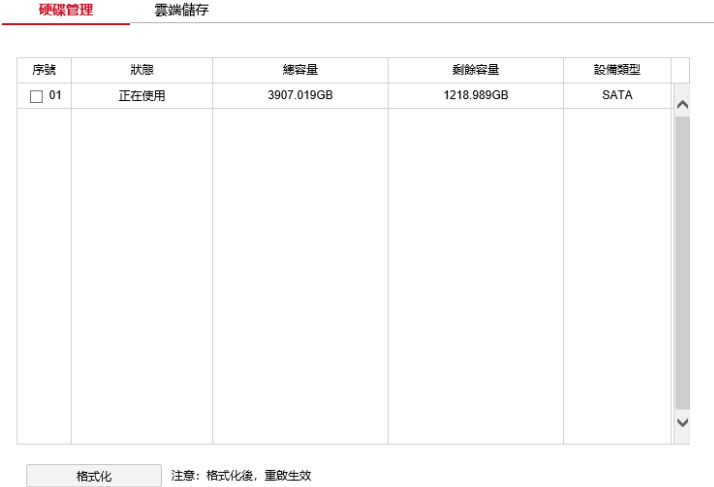 硬碟管理 雲端儲存
序號 狀態 總容量 剩餘容量 設備類型
01 正在使用 3907.019GB 1218.989GB SATA
格式化 注意: 格式化後, 重啟生效